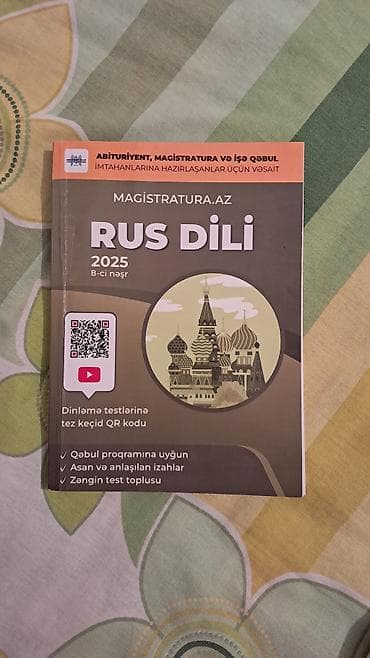 ABİTURİYENT, MAGİSTRATURA VƏ İŞƏ QƏBUL
İMTAHANLARINA HAZIRLAŞANLAR ÜÇÜN VƏSAİT
MAGİSTRATURA.AZ
RUS DİLİ
2025
8-ci nəşr
Dinləmə testlərinə
tez keçid QR kodu
Qəbul proqramına uyğun
Asan və anlaşılan izahlar
Zəngin test toplusu